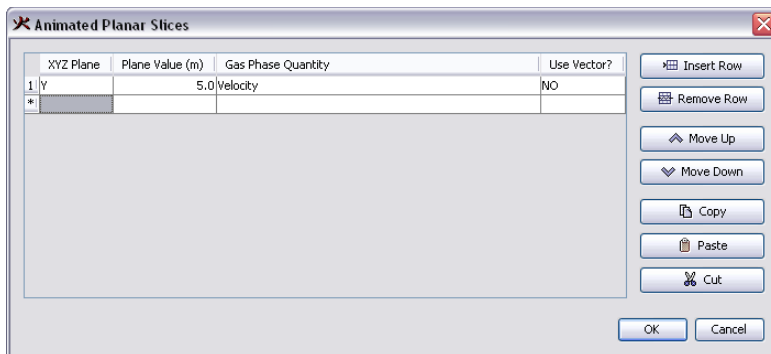 Animated Planar Slices
XYZ Plane Plane Value (m) Gas Phase Quantity Use Vector?
1 Y 5.0 Velocity NO
*
Insert Row
Remove Row
Move Up
Move Down
Copy
Paste
Cut
OK Cancel